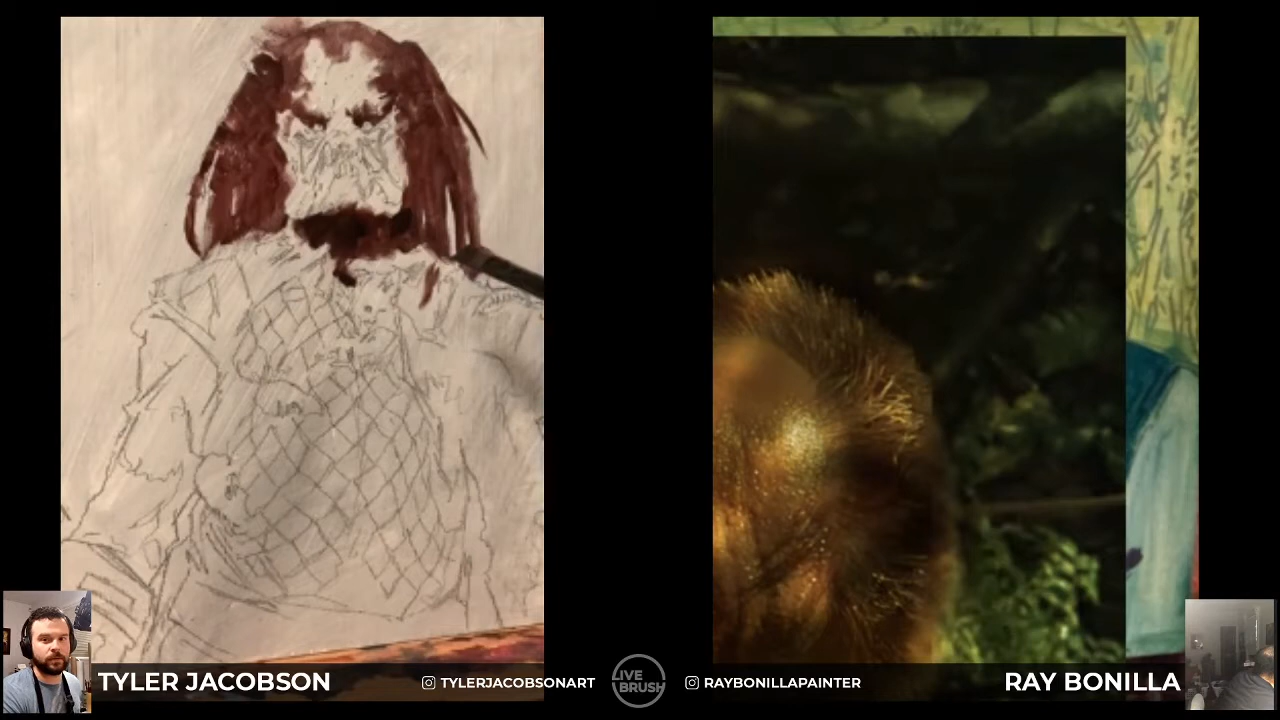 TYLER JACOBSON
TYLERJACOBSONART
LIVE
BRUSH
RAYBONILLAPAINTER
RAY BONILLA